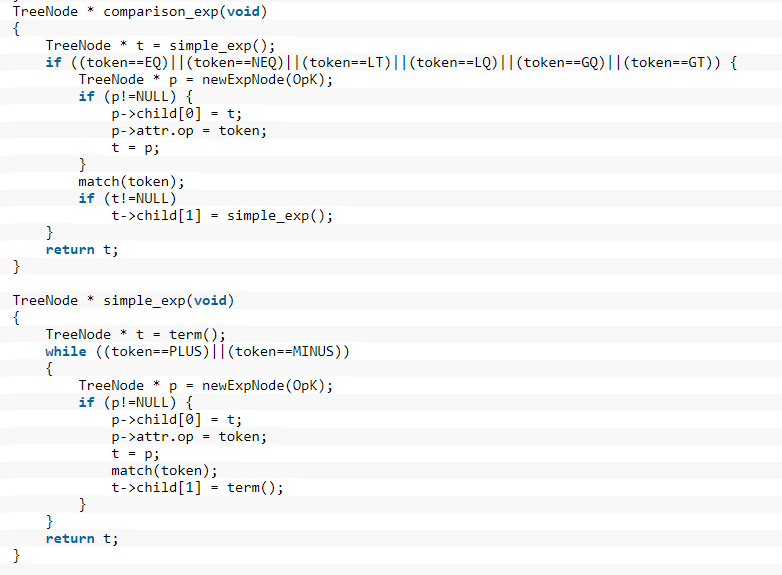 TreeNode * comparison_exp(void)
{
    TreeNode * t = simple_exp();
    if ((token==EQ)||(token==NEQ)||(token==LT)||(token==LQ)||(token==GQ)||(token==GT)) {
        TreeNode * p = newExpNode(OpK);
        if (p!=NULL) {
            p->child[0] = t;
            p->attr.op = token;
            t = p;
        }
        match(token);
        if (t!=NULL)
            t->child[1] = simple_exp();
    }
    return t;
}

TreeNode * simple_exp(void)
{
    TreeNode * t = term();
    while ((token==PLUS)||(token==MINUS))
    {
        TreeNode * p = newExpNode(OpK);
        if (p!=NULL) {
            p->child[0] = t;
            p->attr.op = token;
            t = p;
            match(token);
            t->child[1] = term();
        }
    }
    return t;
}